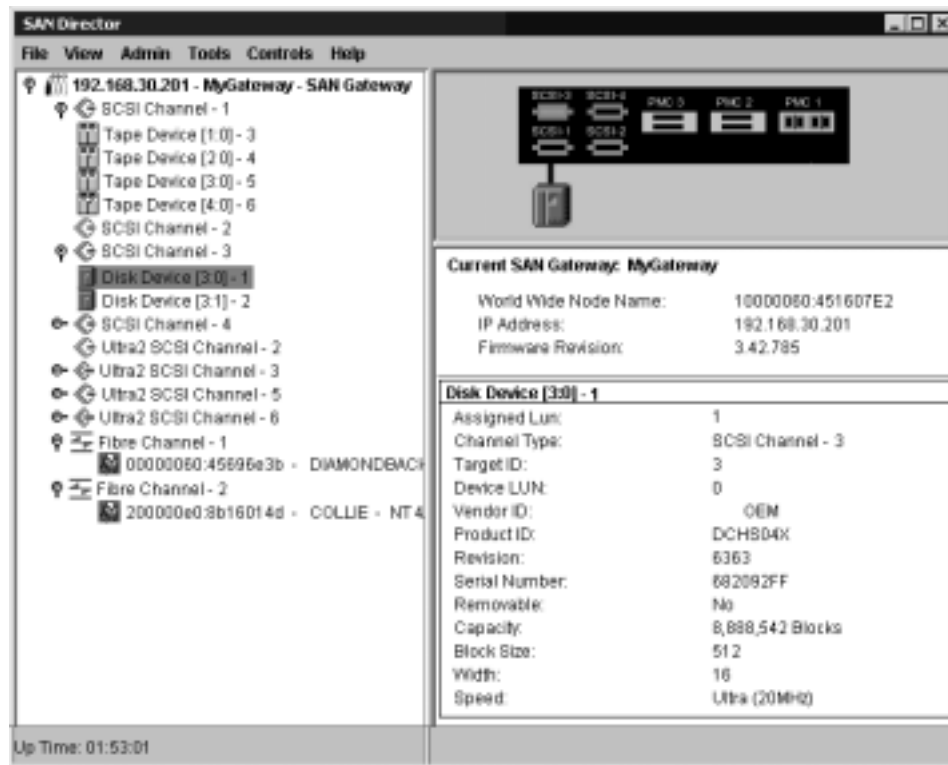 SAN Director
File View Admin Tools Controls Help
192.168.30.201 - MyGateway - SAN Gateway
SCSI Channel - 1
Tape Device [1:0] - 3
Tape Device [2:0] - 4
Tape Device [3:0] - 5
Tape Device [4:0] - 6
SCSI Channel - 2
SCSI Channel - 3
Disk Device [3:0] - 1
Disk Device [3:1] - 2
SCSI Channel - 4
Ultra2 SCSI Channel - 2
Ultra2 SCSI Channel - 3
Ultra2 SCSI Channel - 5
Ultra2 SCSI Channel - 6
Fibre Channel - 1
00000060:45696e3b - DIAMONDBACK
Fibre Channel - 2
200000e0:8b16014d - COLLIE - NT 4
SCSI-3 SCSI-4 PMC 3 PMC 2 PMC 1
SCSI-1 SCSI-2
Current SAN Gateway: MyGateway
World Wide Node Name: 10000060:451607E2
IP Address: 192.168.30.201
Firmware Revision: 3.42.785
Disk Device [3:0] - 1
Assigned Lun: 1
Channel Type: SCSI Channel - 3
Target ID: 3
Device LUN: 0
Vendor ID: OEM
Product ID: DCHS04X
Revision: 6363
Serial Number: 682092FF
Removable: No
Capacity: 8,888,542 Blocks
Block Size: 512
Width: 16
Speed: Ultra (20MHz)
Up Time: 01:53:01